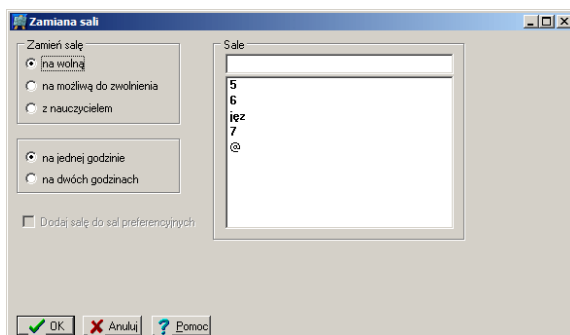 Zamiana sali
Zamień salę
na wolną
na możliwą do zwolnienia
z nauczycielem
na jednej godzinie
na dwóch godzinach
Dodaj salę do sal preferencyjnych
Sale
5
6
jęz
7
@
OK
Anuluj
? Pomoc